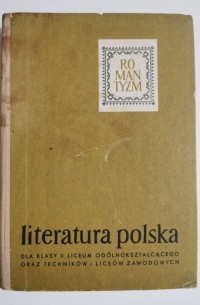 RO
MAN
TYZM
literatura polska
DLA KLASY II LICEUM OGÓLNOKSZTAŁCĄCEGO
ORAZ TECHNIKÓW I LICEÓW ZAWODOWYCH